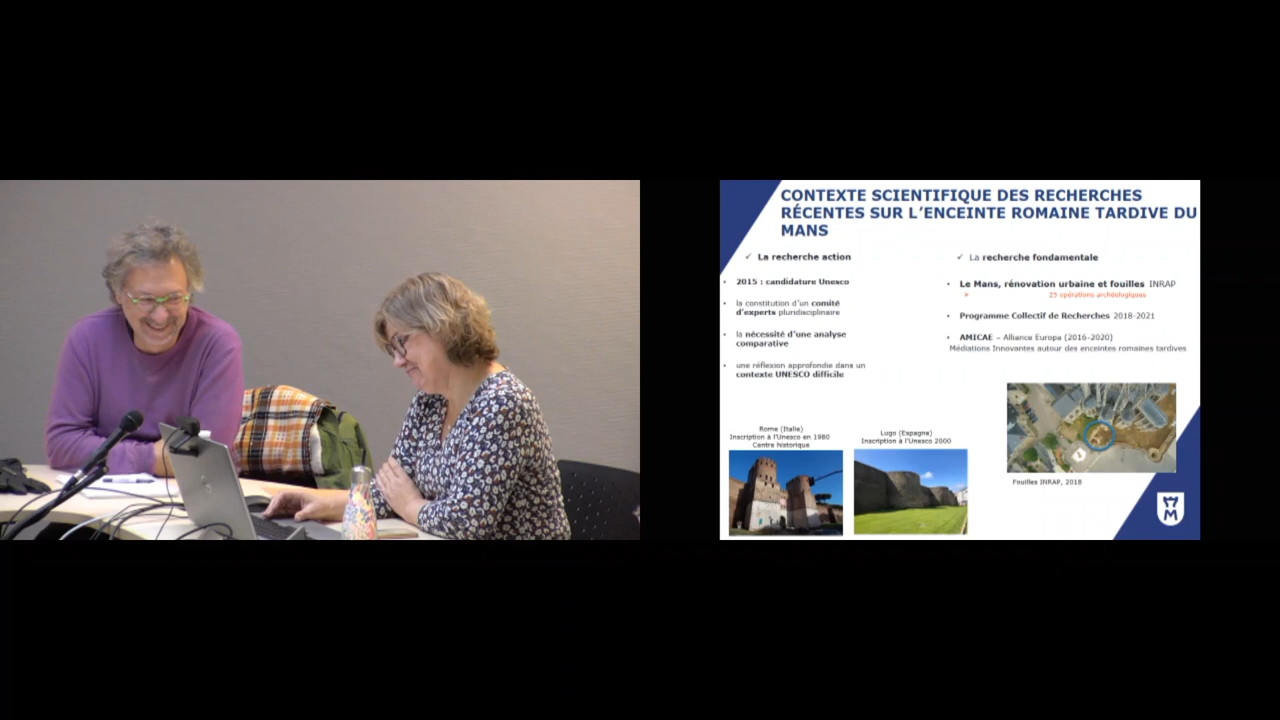 CONTEXTE SCIENTIFIQUE DES RECHERCHES
RÉCENTES SUR L'ENCEINTE ROMAINE TARDIVE DU
MANS
✓ La recherche action
• 2015 : candidature Unesco
• la constitution d'un comité
d'experts pluridisciplinaire
• la nécessité d'une analyse
comparative
• une réflexion approfondie dans un
contexte UNESCO difficile
Rome (Italie)
Inscription à l'Unesco en 1980
Centre historique
Lugo (Espagne)
Inscription à l'Unesco 2000
✓ La recherche fondamentale
• Le Mans, rénovation urbaine et fouilles INRAP
➢ 25 opérations archéologiques
• Programme Collectif de Recherches 2018-2021
• AMICAE – Alliance Europa (2016-2020)
Médiations Innovantes autour des enceintes romaines tardives
Fouilles INRAP, 2018
M